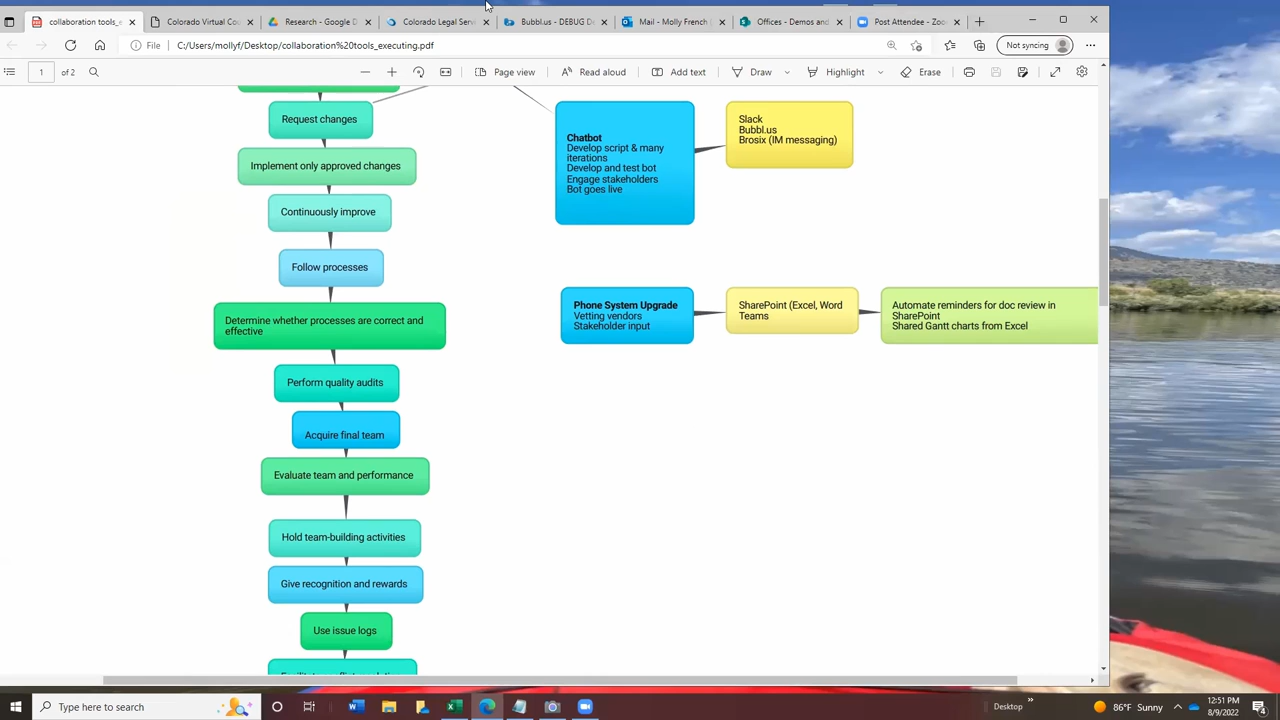 collaboration tools_e
Colorado Virtual Cou
Research - Google D
Colorado Legal Serv
Bubbl.us - DEBUG De
Mail - Molly French
Offices - Demos and
Post Attendee - Zoo
File
C:/Users/mollyf/Desktop/collaboration%20tools_executing.pdf
Not syncing
1
of 2
Page view
Read aloud
Add text
Draw
Highlight
Erase
Request changes
Implement only approved changes
Continuously improve
Follow processes
Determine whether processes are correct and
effective
Perform quality audits
Acquire final team
Evaluate team and performance
Hold team-building activities
Give recognition and rewards
Use issue logs
Chatbot
Develop script & many
iterations
Develop and test bot
Engage stakeholders
Bot goes live
Slack
Bubbl.us
Brosix (IM messaging)
Phone System Upgrade
Vetting vendors
Stakeholder input
SharePoint (Excel, Word
Teams
Automate reminders for doc review in
SharePoint
Shared Gantt charts from Excel
Type here to search
Desktop
86°F Sunny
12:51 PM
8/9/2022